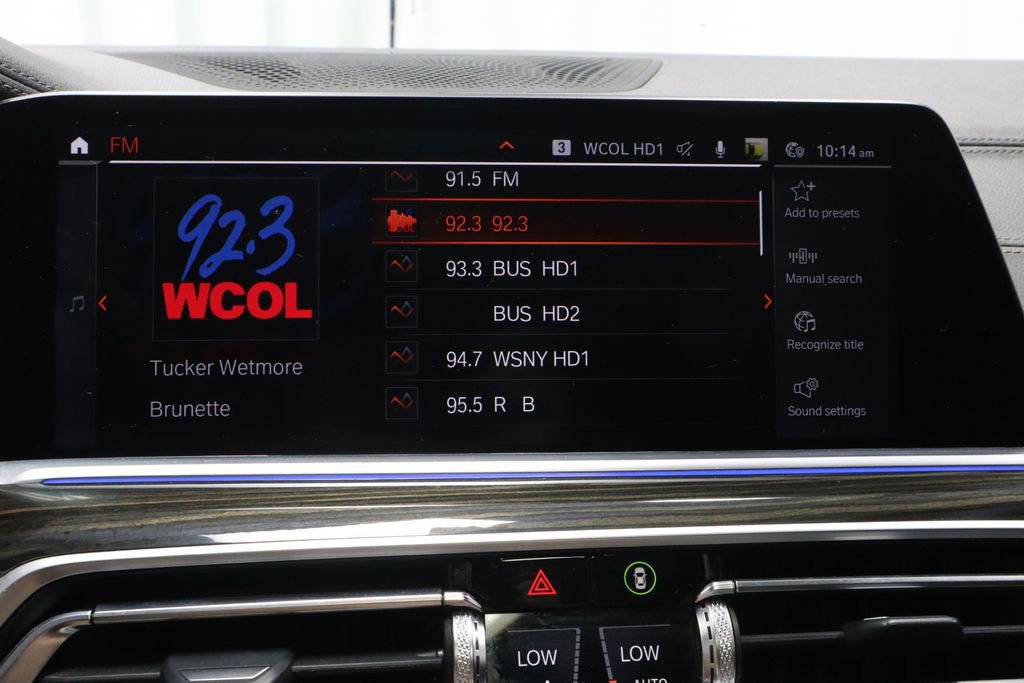 FM
3 WCOL HD1 10:14 am
92.3
WCOL
Tucker Wetmore
Brunette
91.5 FM
92.3 92.3
93.3 BUS HD1
BUS HD2
94.7 WSNY HD1
95.5 R B
Add to presets
Manual search
Recognize title
Sound settings
LOW
LOW
AUTO